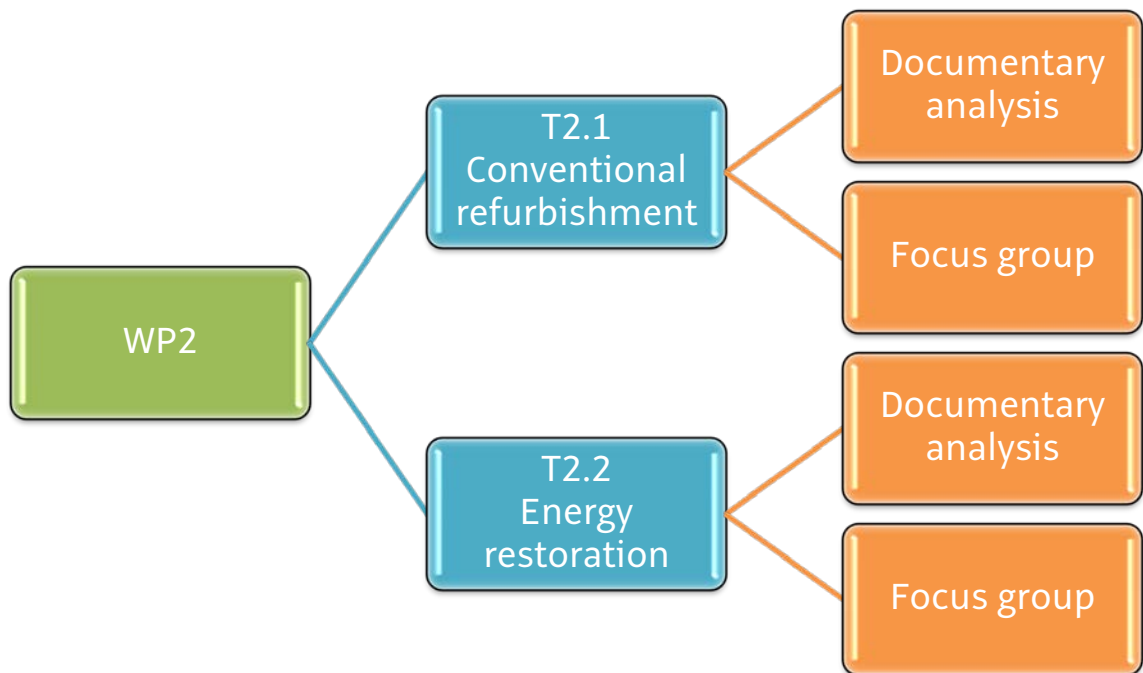 WP2
T2.1
Conventional
refurbishment
Documentary
analysis
Focus group
T2.2
Energy
restoration
Documentary
analysis
Focus group